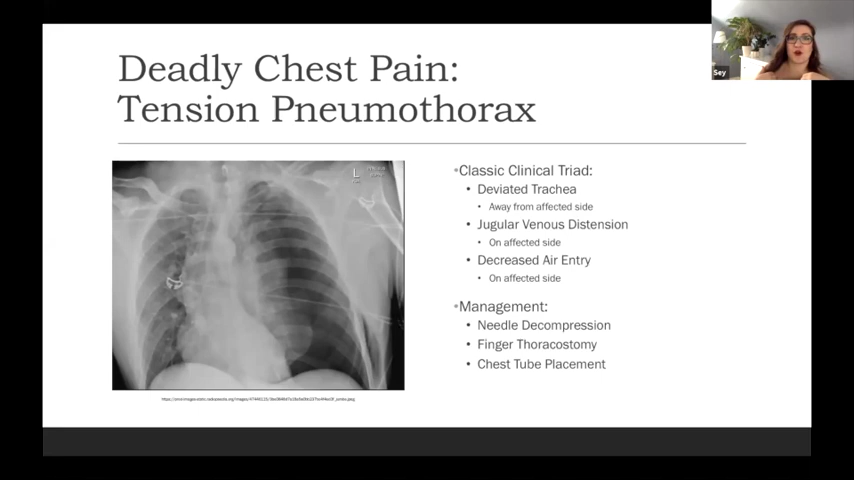 Deadly Chest Pain:
Tension Pneumothorax
Sey
L
•Classic Clinical Triad:
• Deviated Trachea
• Away from affected side
• Jugular Venous Distension
• On affected side
• Decreased Air Entry
• On affected side
•Management:
• Needle Decompression
• Finger Thoracostomy
• Chest Tube Placement